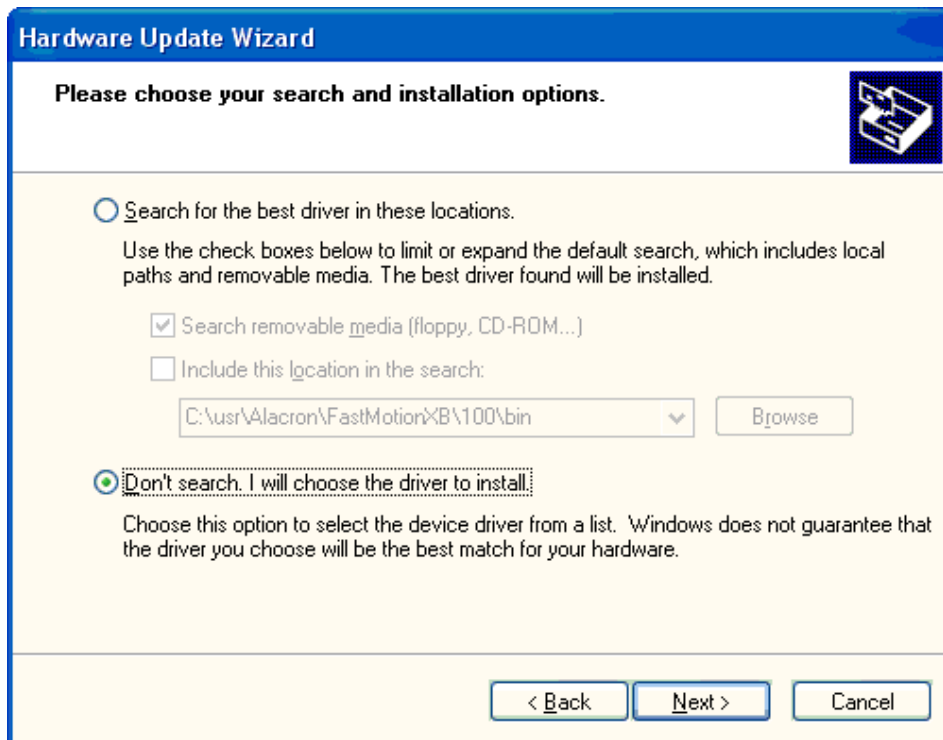 Hardware Update Wizard
Please choose your search and installation options.
Search for the best driver in these locations.
Use the check boxes below to limit or expand the default search, which includes local
paths and removable media. The best driver found will be installed.
Search removable media (floppy, CD-ROM...)
Include this location in the search:
C:\usr\Alacron\FastMotionXB\100\bin
Browse
Don't search. I will choose the driver to install.
Choose this option to select the device driver from a list. Windows does not guarantee that
the driver you choose will be the best match for your hardware.
< Back
Next >
Cancel